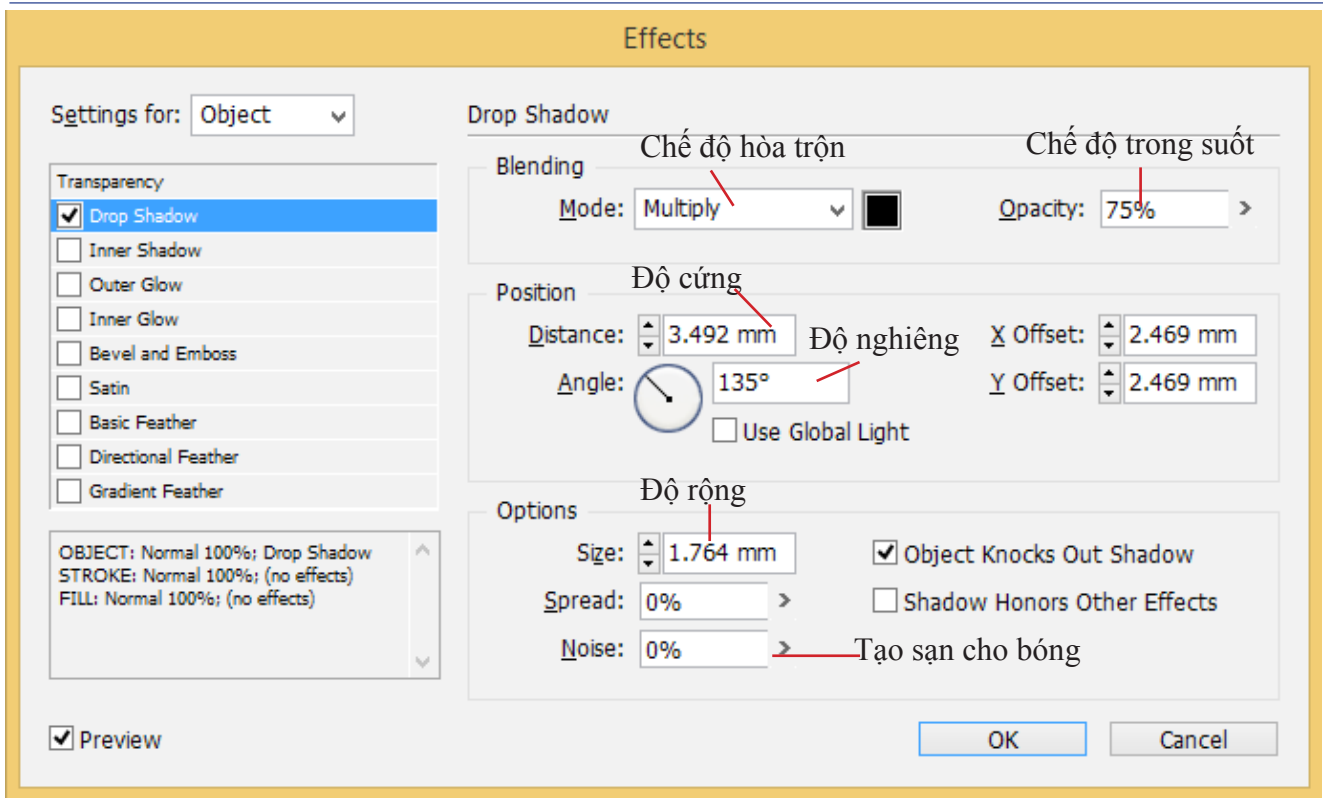 Effects
Settings for: Object
Transparency
Drop Shadow
Inner Shadow
Outer Glow
Inner Glow
Bevel and Emboss
Satin
Basic Feather
Directional Feather
Gradient Feather
OBJECT: Normal 100%; Drop Shadow
STROKE: Normal 100%; (no effects)
FILL: Normal 100%; (no effects)
Preview
Drop Shadow
Chế độ hòa trộn Chế độ trong suốt
Blending
Mode: Multiply Opacity: 75%
Độ cứng
Position
Distance: 3.492 mm X Offset: 2.469 mm
Độ nghiêng
Angle: 135° Y Offset: 2.469 mm
Use Global Light
Độ rộng
Options
Size: 1.764 mm Object Knocks Out Shadow
Spread: 0% Shadow Honors Other Effects
Noise: 0% Tạo sạn cho bóng
OK Cancel